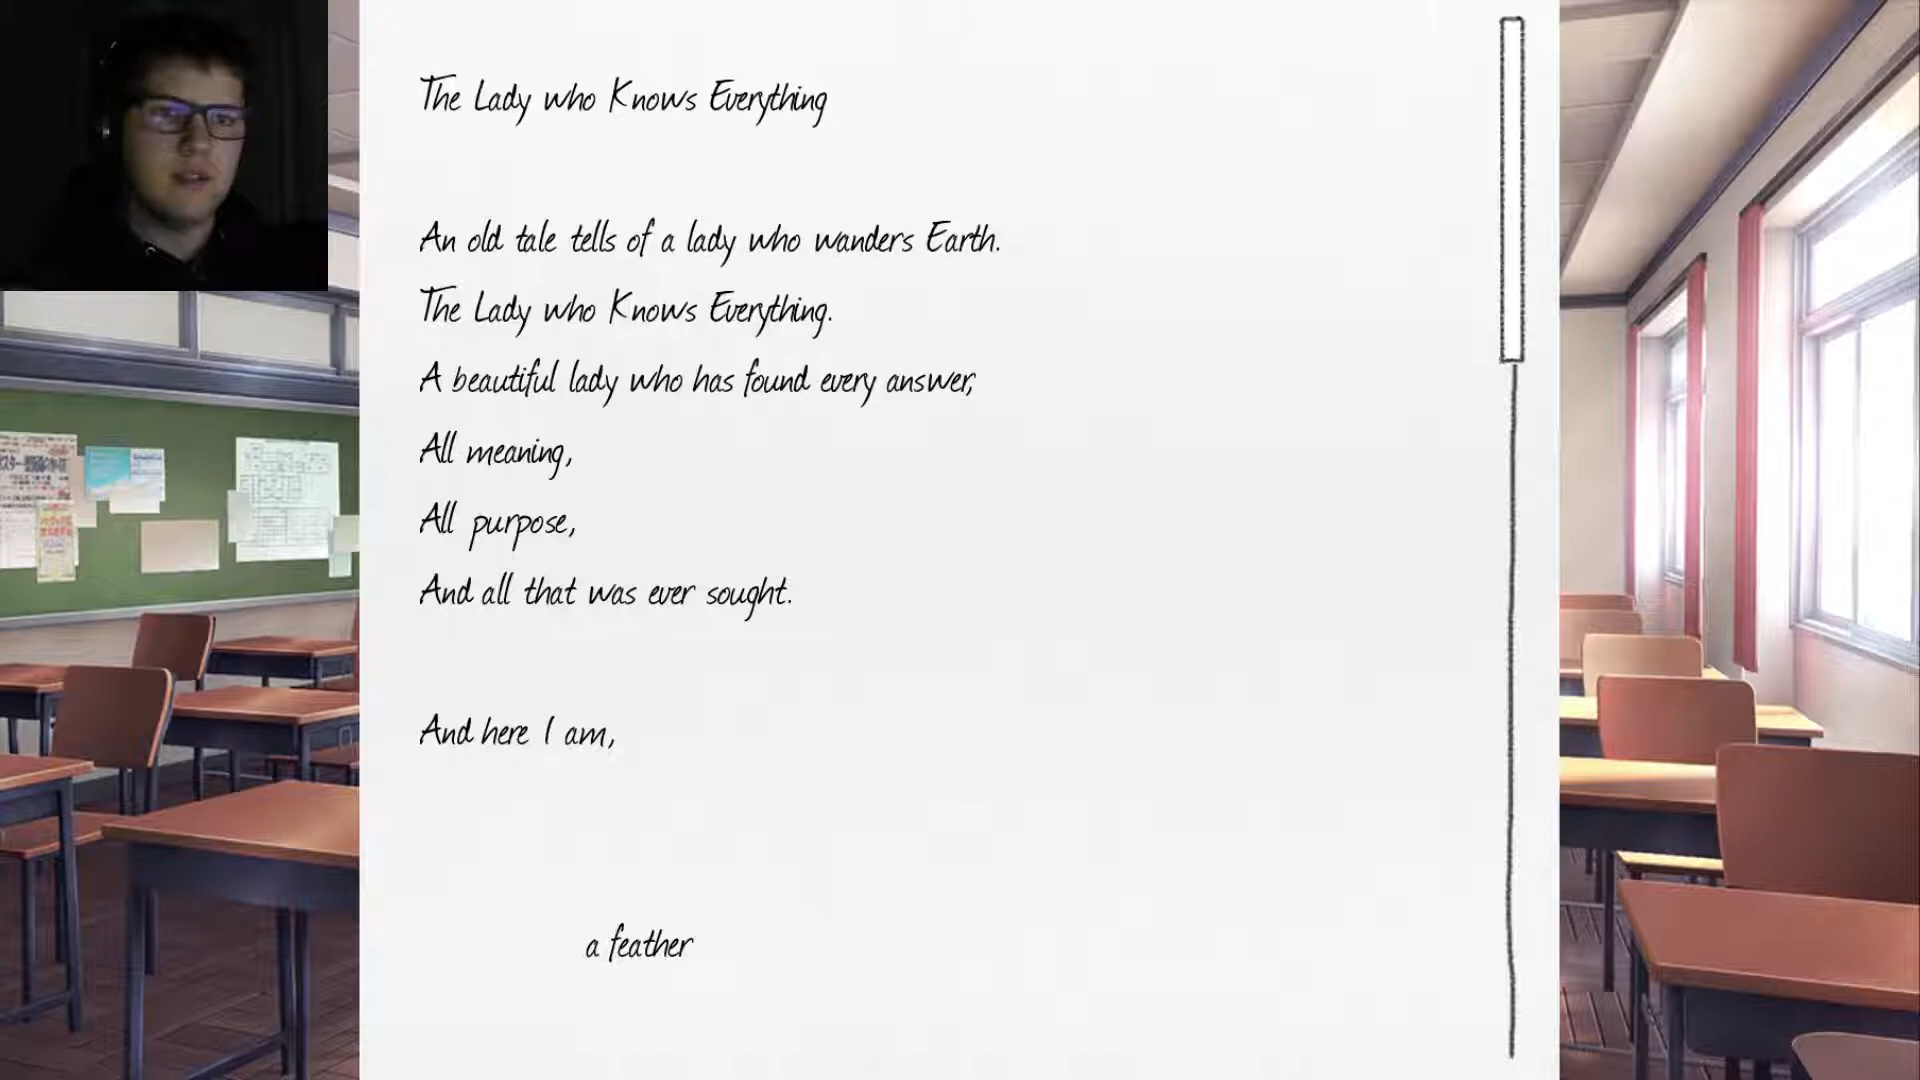 The Lady who Knows Everything
An old tale tells of a lady who wanders Earth.
The Lady who Knows Everything.
A beautiful lady who has found every answer,
All meaning,
All purpose,
And all that was ever sought.
And here I am,
a feather